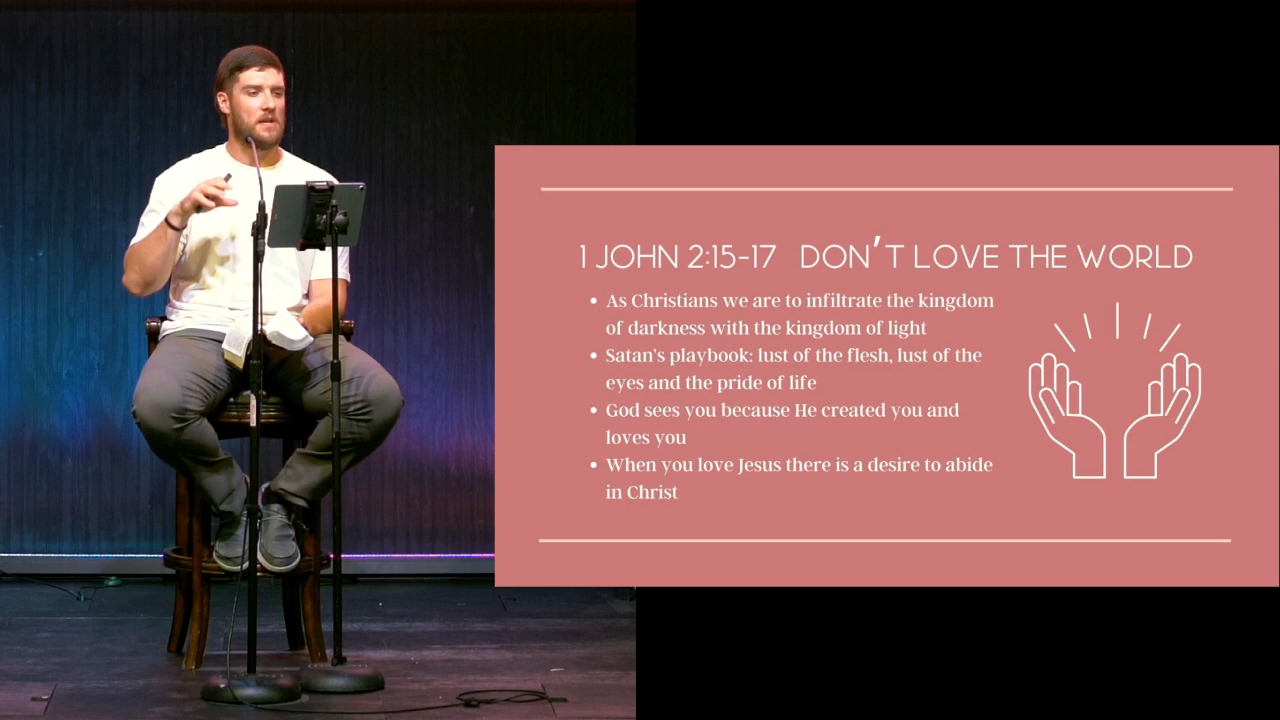 1 JOHN 2:15-17 DON'T LOVE THE WORLD
• As Christians we are to infiltrate the kingdom
of darkness with the kingdom of light
• Satan's playbook: lust of the flesh, lust of the
eyes and the pride of life
• God sees you because He created you and
loves you
• When you love Jesus there is a desire to abide
in Christ